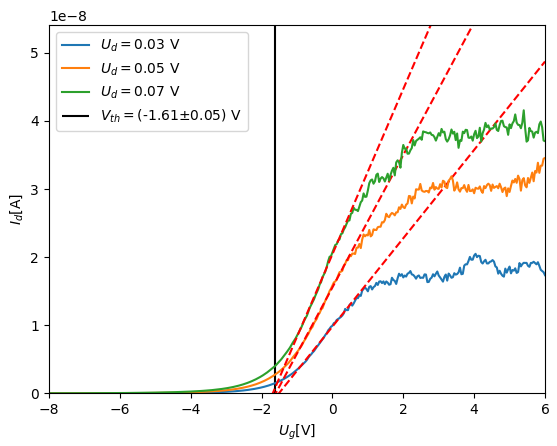 1e−8
5
4
3
2
1
0
I_d[A]
U_d = 0.03 V
U_d = 0.05 V
U_d = 0.07 V
V_th = (-1.61±0.05) V
−8 −6 −4 −2 0 2 4 6
U_g[V]